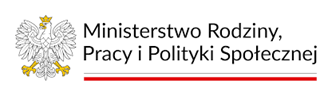 Ministerstwo Rodziny,
Pracy i Polityki Społecznej